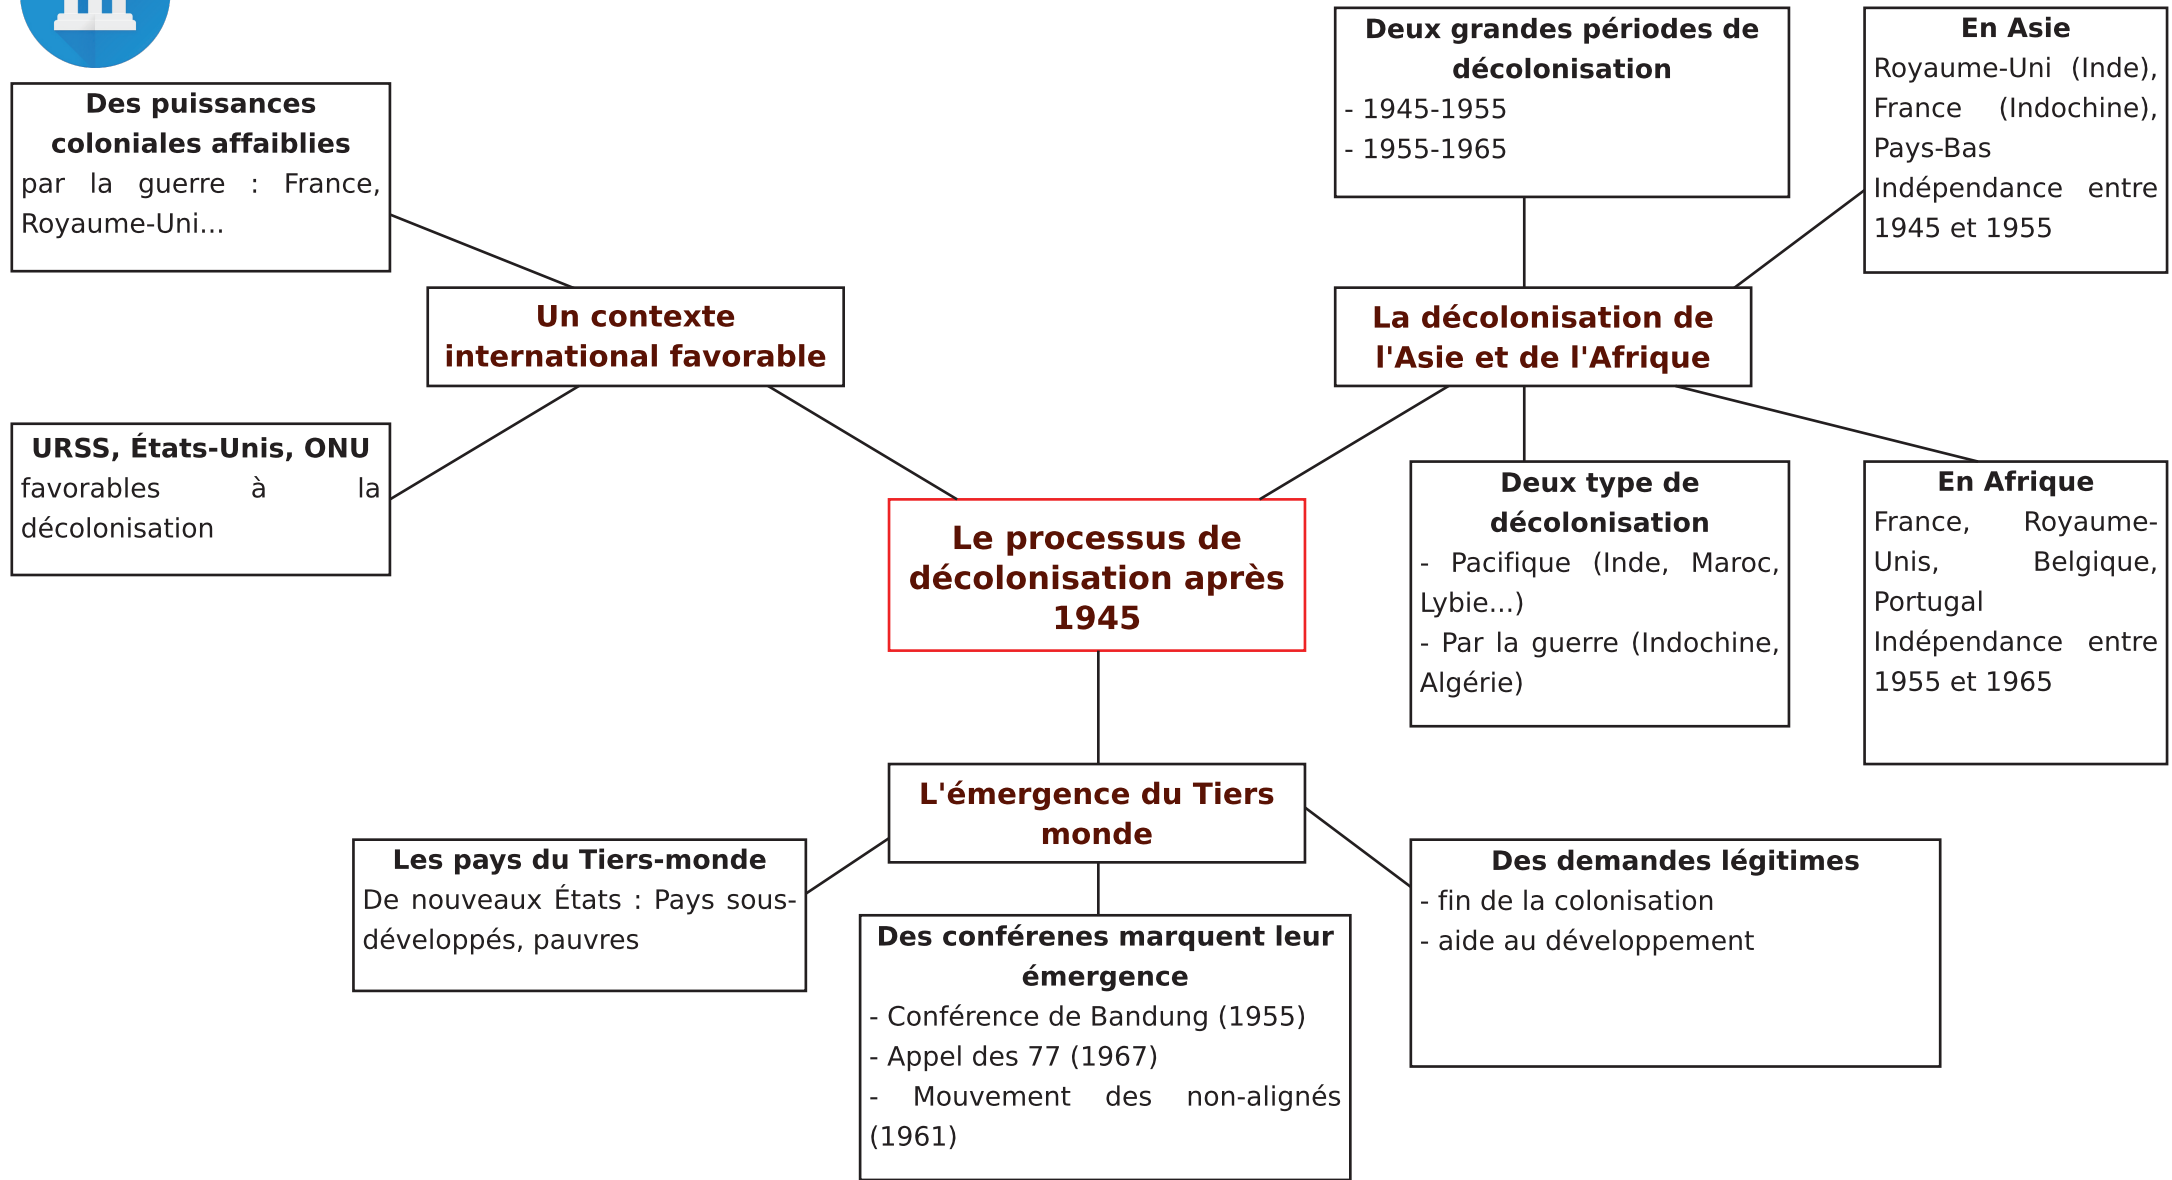 Des puissances
coloniales affaiblies
par la guerre : France,
Royaume-Uni...
Un contexte
international favorable
URSS, États-Unis, ONU
favorables à la
décolonisation
Deux grandes périodes de
décolonisation
- 1945-1955
- 1955-1965
En Asie
Royaume-Uni (Inde),
France (Indochine),
Pays-Bas
Indépendance entre
1945 et 1955
La décolonisation de
l'Asie et de l'Afrique
Deux type de
décolonisation
- Pacifique (Inde, Maroc,
Lybie...)
- Par la guerre (Indochine,
Algérie)
En Afrique
France, Royaume-
Unis, Belgique,
Portugal
Indépendance entre
1955 et 1965
Le processus de
décolonisation après
1945
L'émergence du Tiers
monde
Les pays du Tiers-monde
De nouveaux États : Pays sous-
développés, pauvres
Des conférenes marquent leur
émergence
- Conférence de Bandung (1955)
- Appel des 77 (1967)
- Mouvement des non-alignés
(1961)
Des demandes légitimes
- fin de la colonisation
- aide au développement